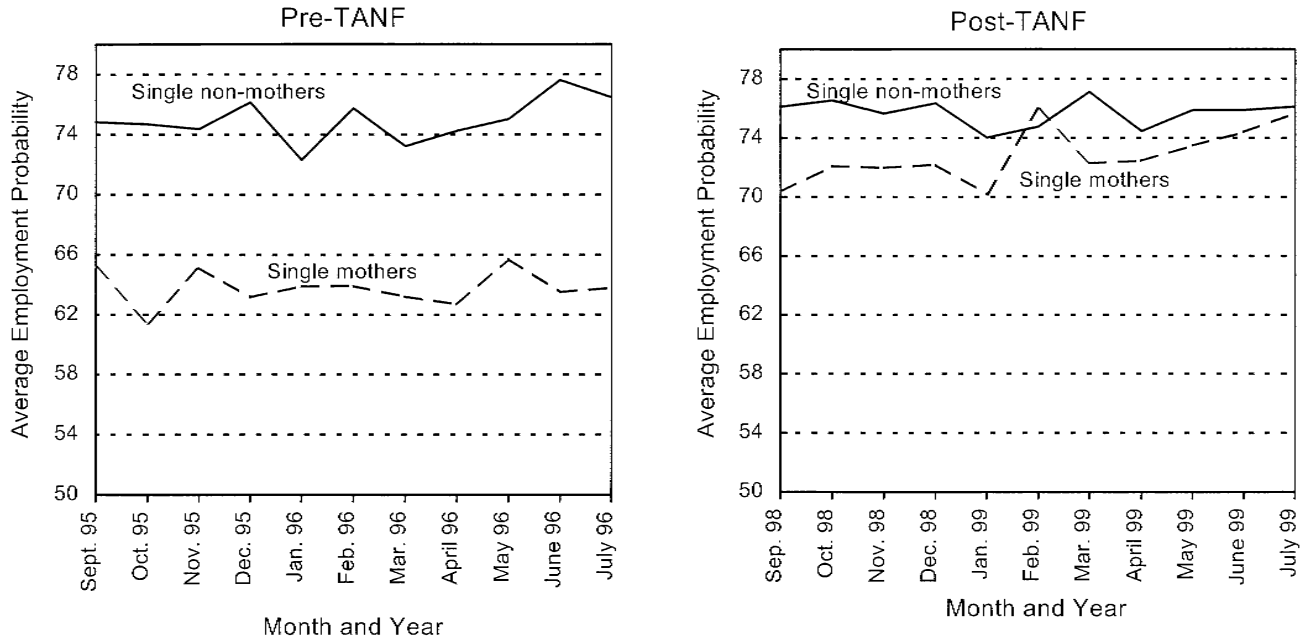 Pre-TANF
Average Employment Probability
78
74
70
66
62
58
54
50
Single non-mothers
Single mothers
Sept. 95
Oct. 95
Nov. 95
Dec. 95
Jan. 96
Feb. 96
Mar. 96
April 96
May 96
June 96
July 96
Month and Year
Post-TANF
Average Employment Probability
78
74
70
66
62
58
54
50
Single non-mothers
Single mothers
Sep. 98
Oct. 98
Nov. 98
Dec. 98
Jan. 99
Feb. 99
Mar. 99
April 99
May 99
June 99
July 99
Month and Year